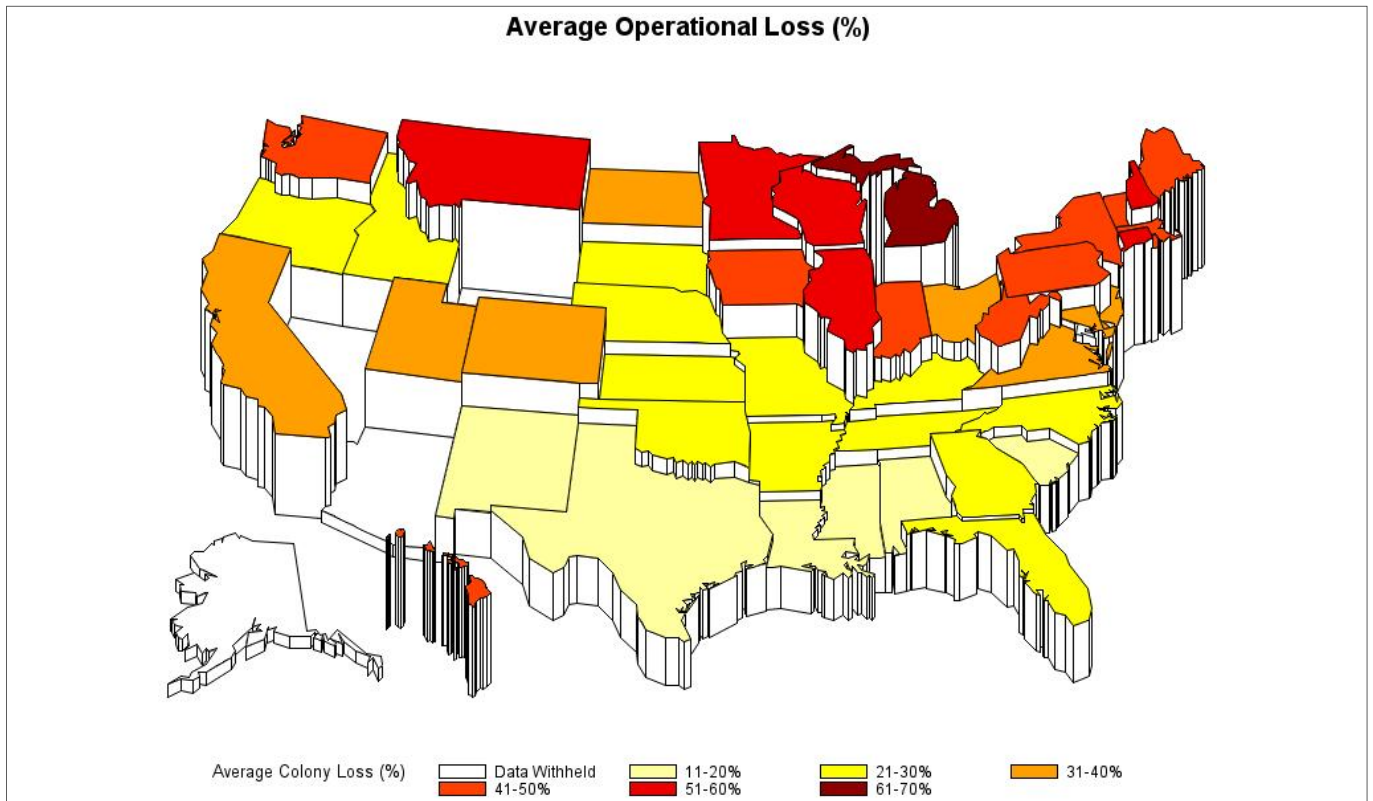 Average Operational Loss (%)
Average Colony Loss (%) Data Withheld 11-20% 21-30% 31-40%
41-50% 51-60% 61-70%